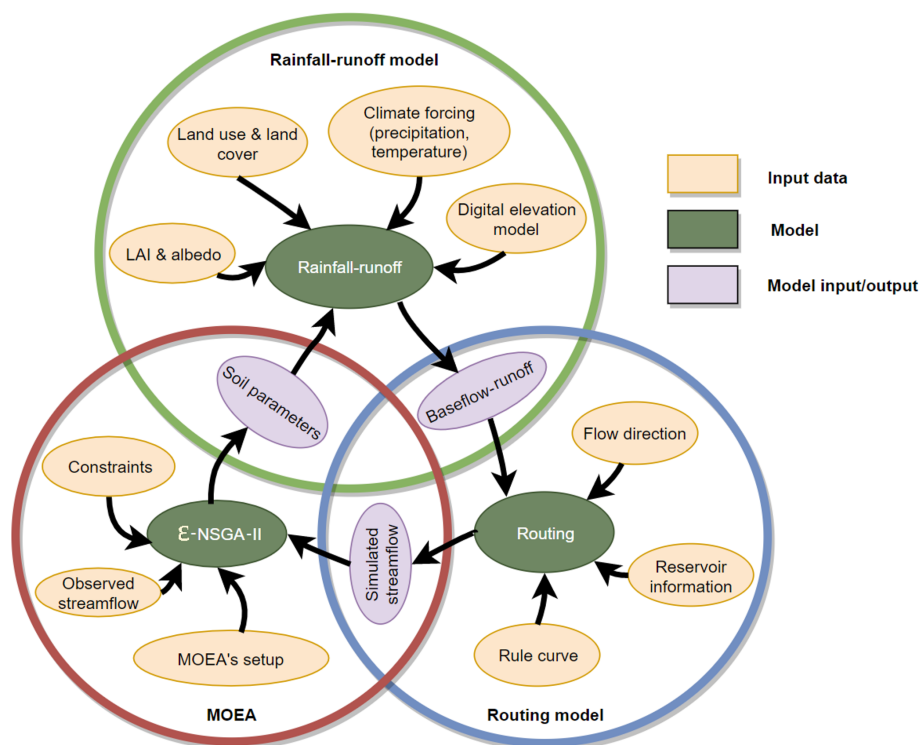 Rainfall-runoff model
Climate forcing
(precipitation,
temperature)
Land use & land
cover
Digital elevation
model
LAI & albedo
Rainfall-runoff
Input data
Model
Model input/output
Soil parameters
Baseflow-runoff
Flow direction
Constraints
ε-NSGA-II
Simulated
streamflow
Routing
Observed
streamflow
Reservoir
information
MOEA's setup
Rule curve
MOEA
Routing model